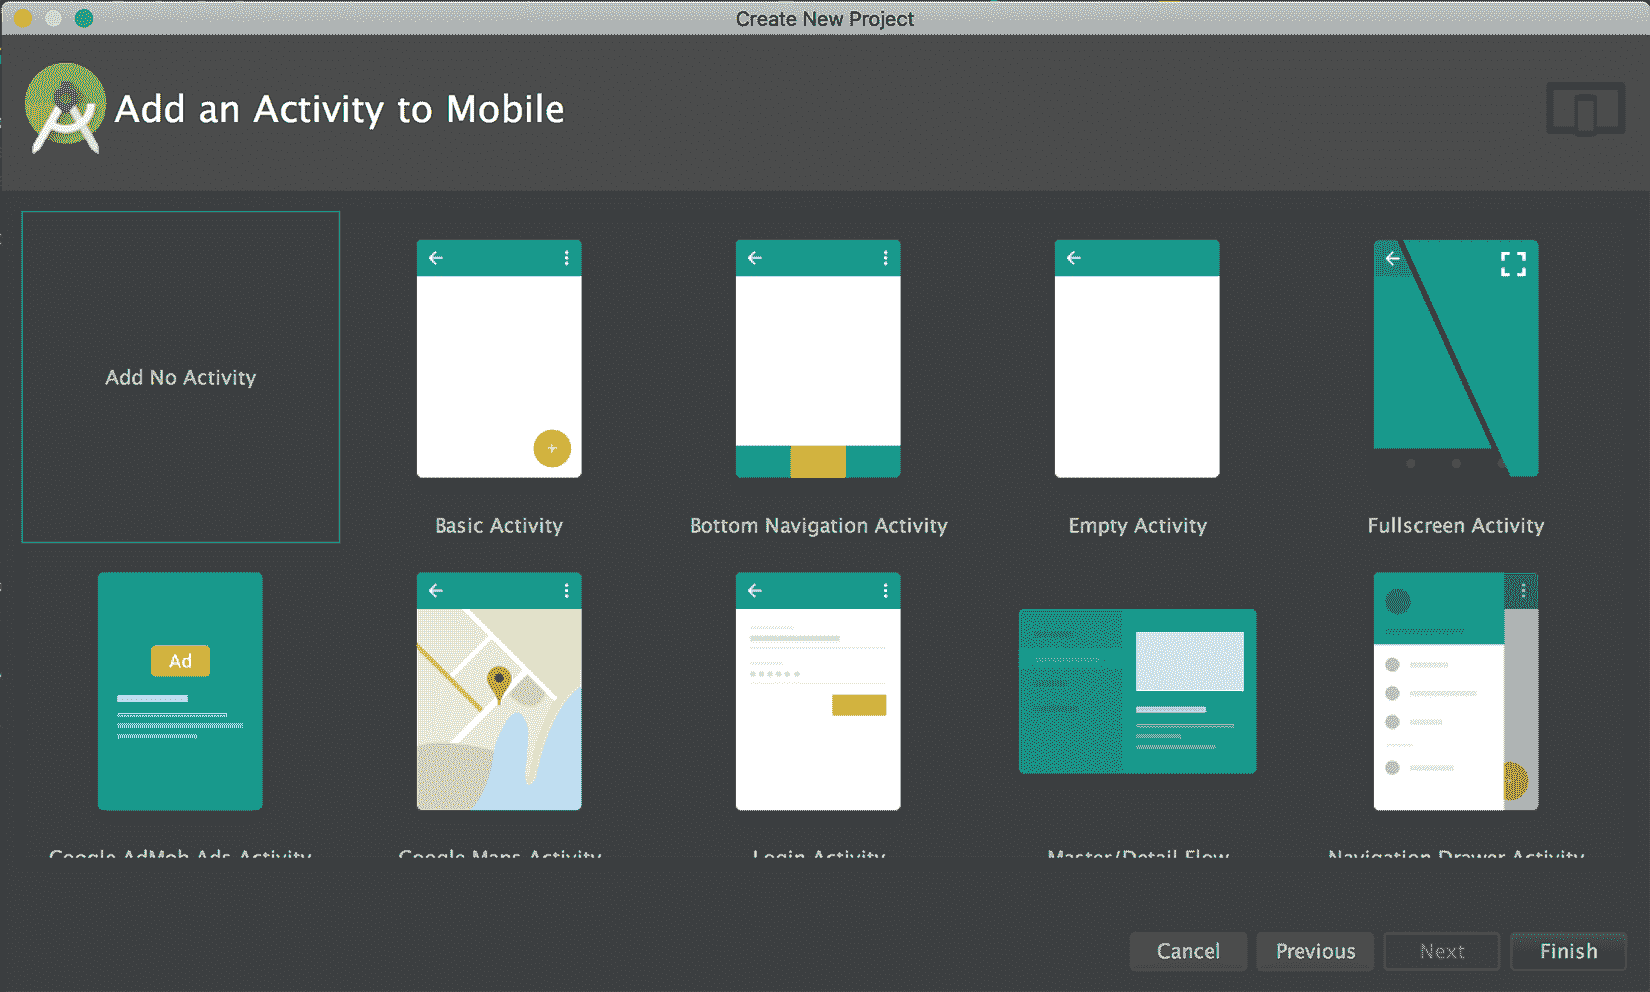 Create New Project
Add an Activity to Mobile
Add No Activity
Basic Activity
Bottom Navigation Activity
Empty Activity
Fullscreen Activity
Ad
Google AdMob Ads Activity
Google Maps Activity
Login Activity
Master/Detail Flow
Navigation Drawer Activity
Cancel
Previous
Next
Finish